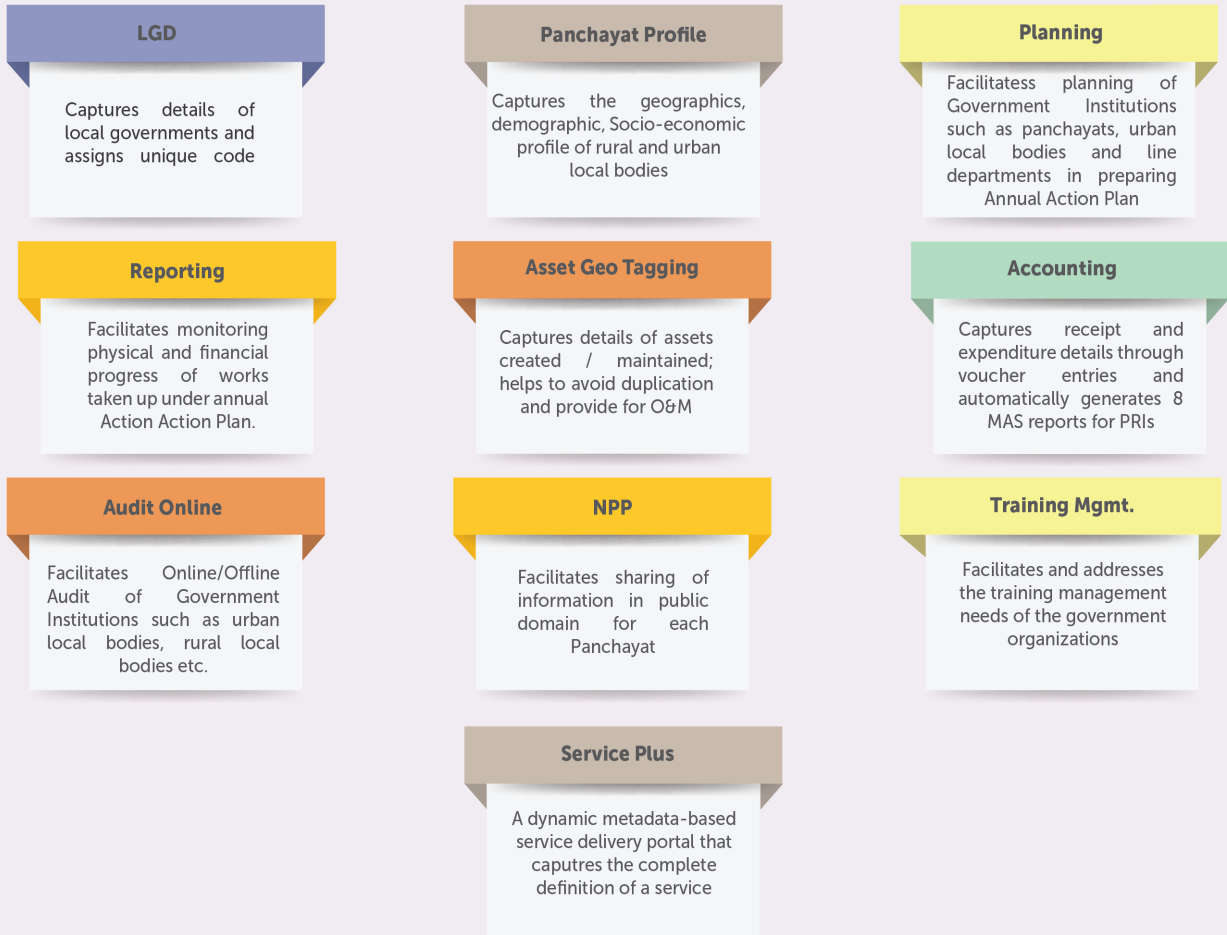 LGD
Captures details of
local governments and
assigns unique code
Panchayat Profile
Captures the geographics,
demographic, Socio-economic
profile of rural and urban
local bodies
Planning
Facilitatess planning of
Government Institutions
such as panchayats, urban
local bodies and line
departments in preparing
Annual Action Plan
Reporting
Facilitates monitoring
physical and financial
progress of works
taken up under annual
Action Action Plan.
Asset Geo Tagging
Captures details of assets
created / maintained;
helps to avoid duplication
and provide for O&M
Accounting
Captures receipt and
expenditure details through
voucher entries and
automatically generates 8
MAS reports for PRIs
Audit Online
Facilitates Online/Offline
Audit of Government
Institutions such as urban
local bodies, rural local
bodies etc.
NPP
Facilitates sharing of
information in public
domain for each
Panchayat
Training Mgmt.
Facilitates and addresses
the training management
needs of the government
organizations
Service Plus
A dynamic metadata-based
service delivery portal that
caputres the complete
definition of a service